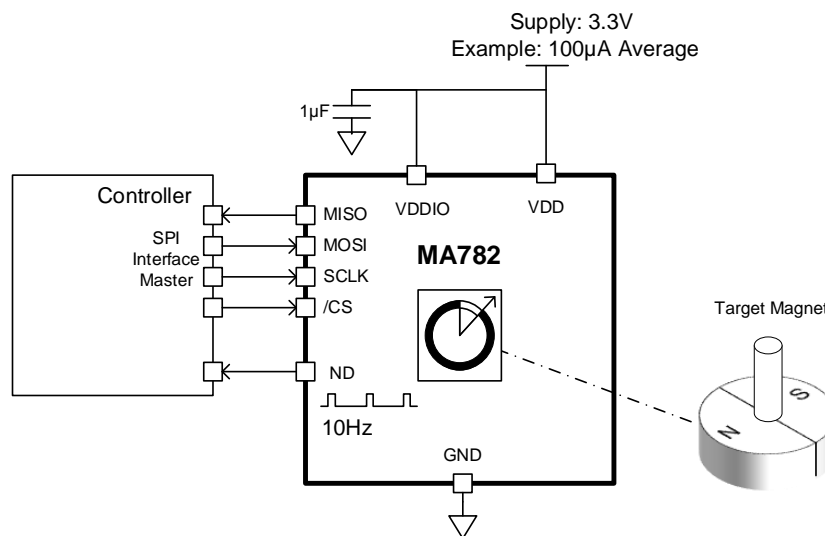 Supply: 3.3V
Example: 100µA Average
1µF
Controller
SPI
Interface
Master
MISO
MOSI
SCLK
/CS
ND
10Hz
VDDIO
VDD
MA782
GND
Target Magnet
N
S